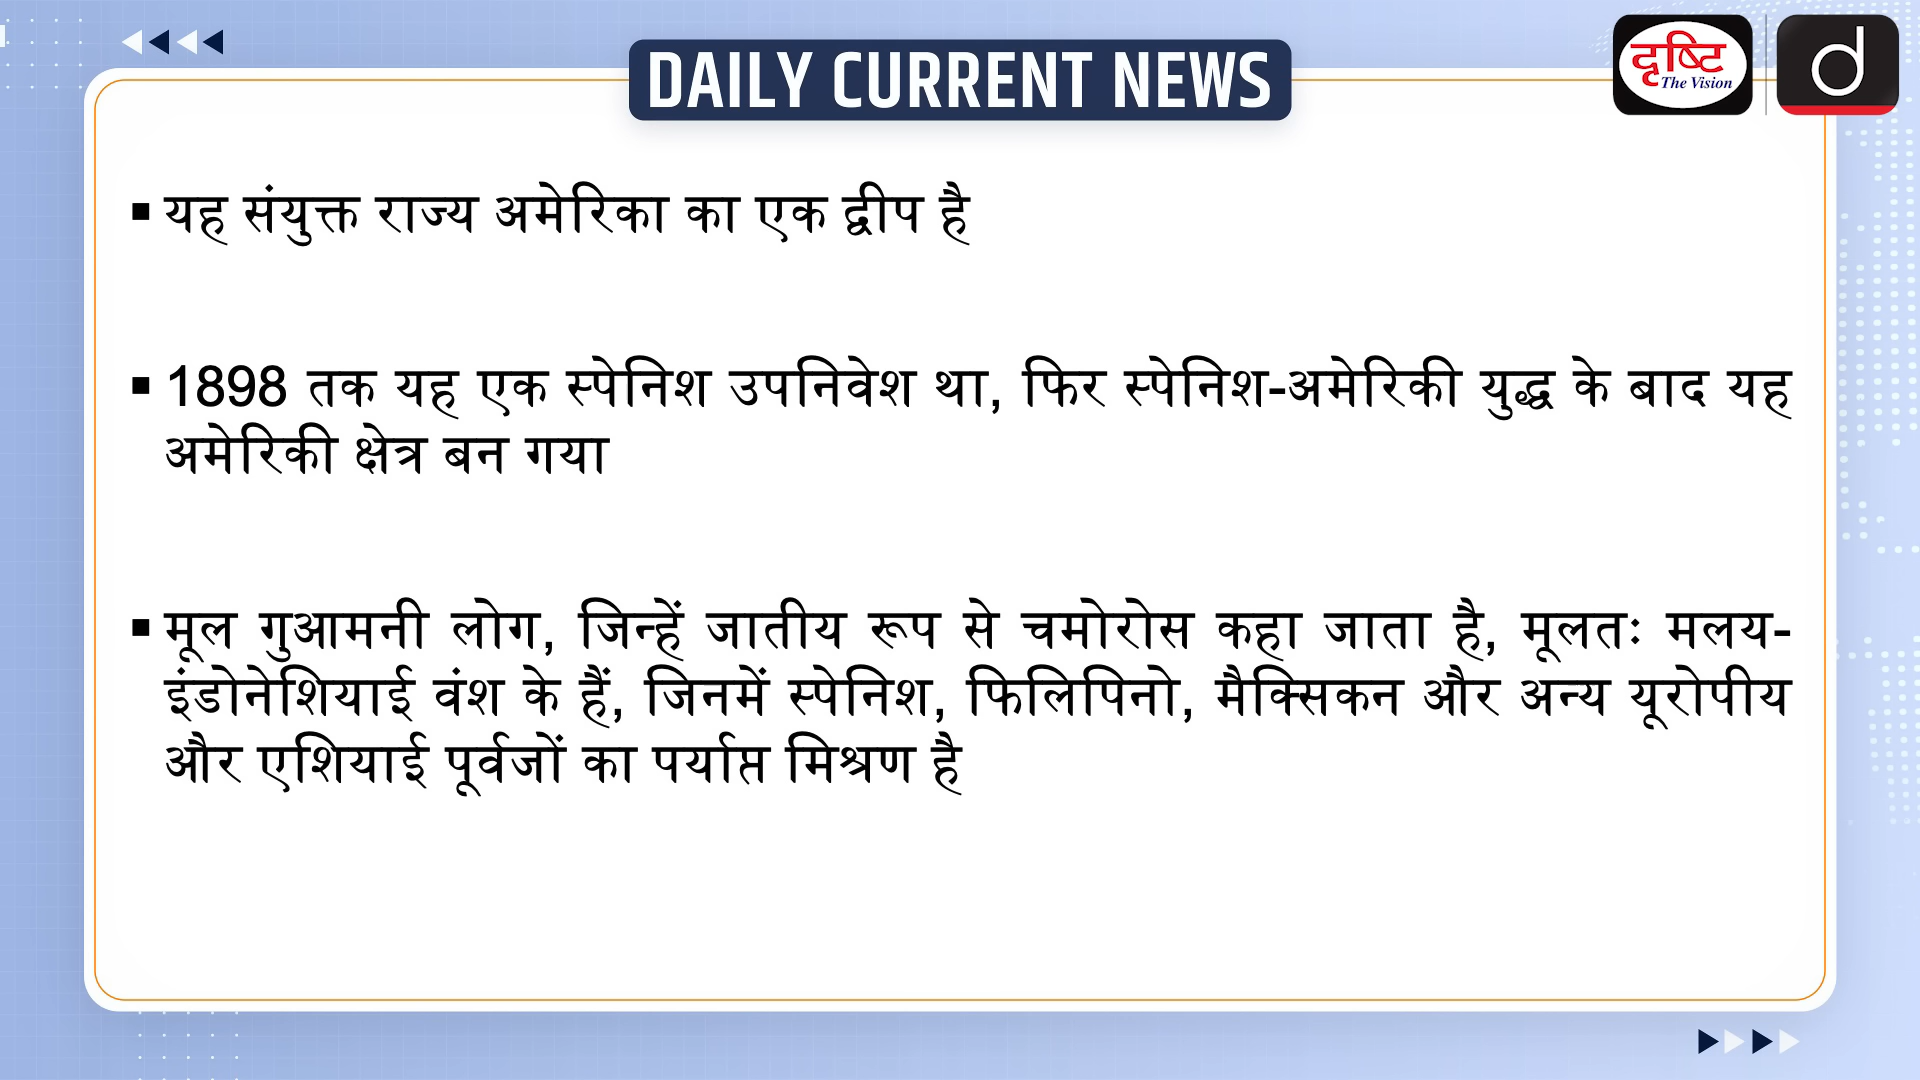 DAILY CURRENT NEWS
दृष्टि
The Vision
d
▪ यह संयुक्त राज्य अमेरिका का एक द्वीप है
▪ 1898 तक यह एक स्पेनिश उपनिवेश था, फिर स्पेनिश-अमेरिकी युद्ध के बाद यह
अमेरिकी क्षेत्र बन गया
▪ मूल गुआमनी लोग, जिन्हें जातीय रूप से चमोरोस कहा जाता है, मूलतः मलय-
इंडोनेशियाई वंश के हैं, जिनमें स्पेनिश, फिलिपिनो, मैक्सिकन और अन्य यूरोपीय
और एशियाई पूर्वजों का पर्याप्त मिश्रण है